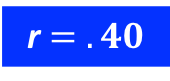 r = .40